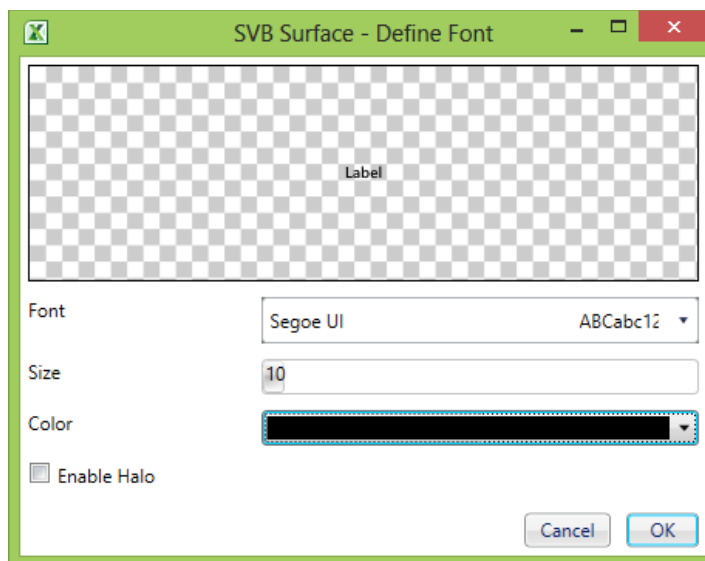 SVB Surface - Define Font
Label
Font
Segoe UI ABCabc12
Size
10
Color
Enable Halo
Cancel OK